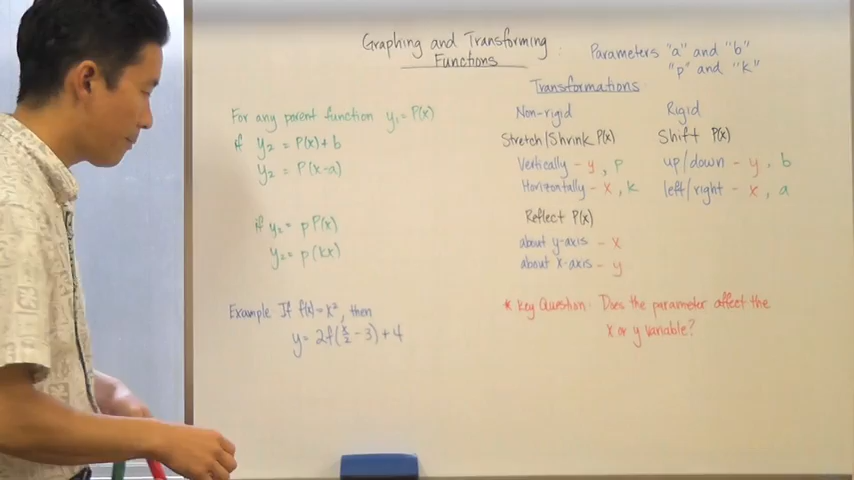 Graphing and Transforming
Functions
Parameters "a" and "b"
"p" and "k"
For any parent function y₁ = P(x)
if y₂ = P(x) + b
y₂ = P(x-a)
if y₂ = p P(x)
y₂ = p(kx)
Example If f(x) = x², then
y = 2f(x/2 - 3) + 4
Transformations
Non-rigid
Stretch/Shrink P(x)
Vertically - y, p
Horizontally - x, k
Reflect P(x)
about y-axis - x
about x-axis - y
Rigid
Shift P(x)
up/down - y, b
left/right - x, a
* Key Question: Does the parameter affect the
x or y variable?